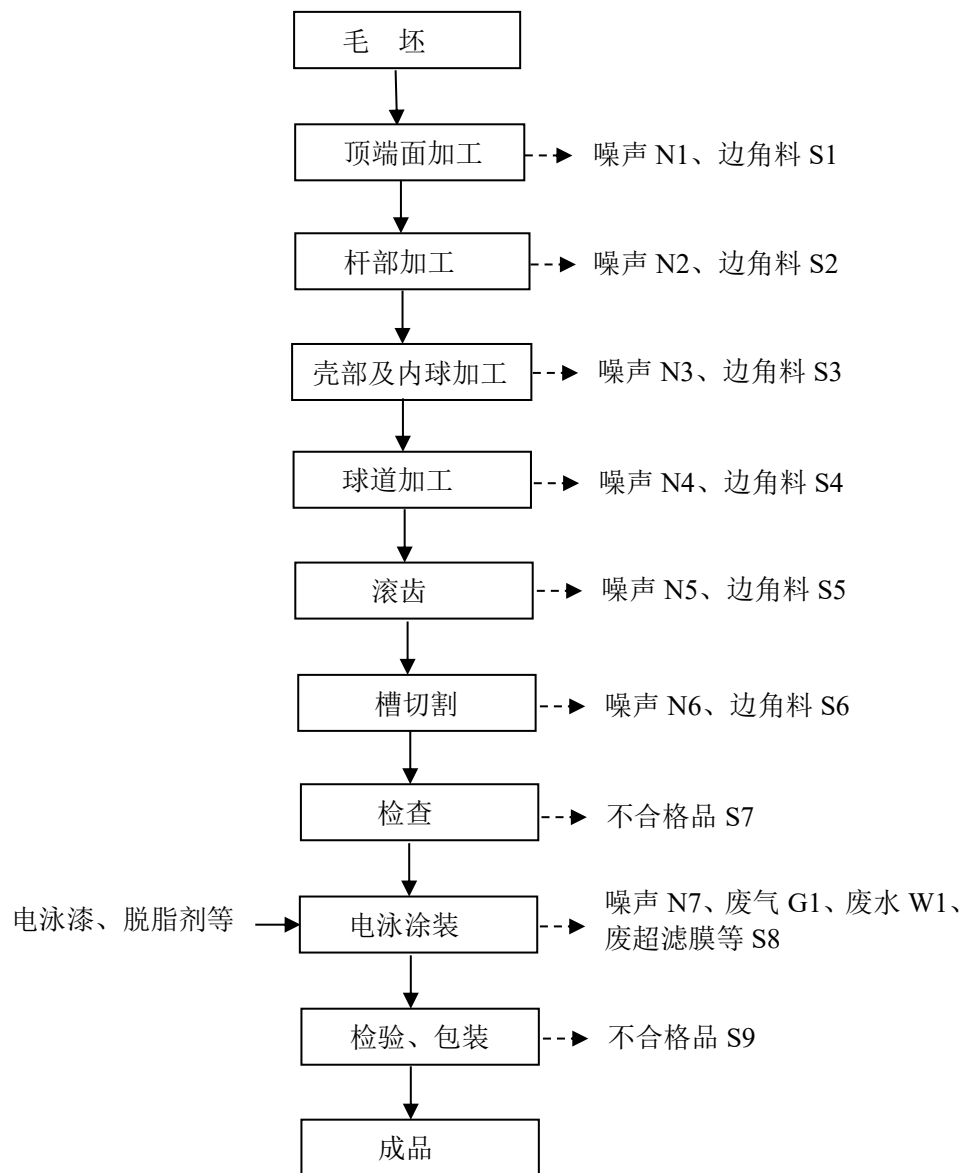 毛 坯
顶端面加工
噪声 N1、边角料 S1
杆部加工
噪声 N2、边角料 S2
壳部及内球加工
噪声 N3、边角料 S3
球道加工
噪声 N4、边角料 S4
滚齿
噪声 N5、边角料 S5
槽切割
噪声 N6、边角料 S6
检查
不合格品 S7
电泳漆、脱脂剂等
电泳涂装
噪声 N7、废气 G1、废水 W1、
废超滤膜等 S8
检验、包装
不合格品 S9
成品